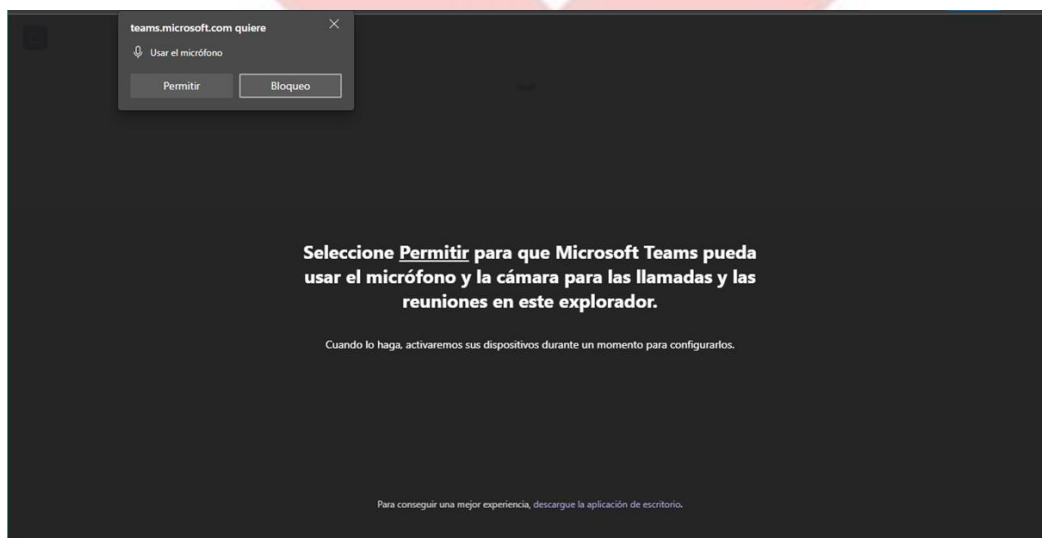 teams.microsoft.com quiere
Usar el micrófono
Permitir
Bloqueo
Seleccione Permitir para que Microsoft Teams pueda
usar el micrófono y la cámara para las llamadas y las
reuniones en este explorador.
Cuando lo haga, activaremos sus dispositivos durante un momento para configurarlos.
Para conseguir una mejor experiencia, descargue la aplicación de escritorio.